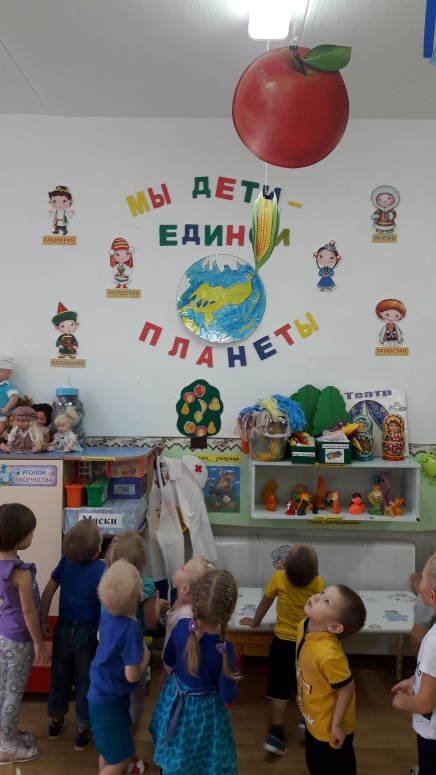 МЫ ДЕТИ –
ЕДИНОЙ
ПЛАНЕТЫ
БАШКИРИЯ
МОРДОВИЯ
КАЛМЫКИЯ
ЯКУТИЯ
ТАТАРСТАН
Театр
УГОЛОК
ТВОРЧЕСТВА
Маски